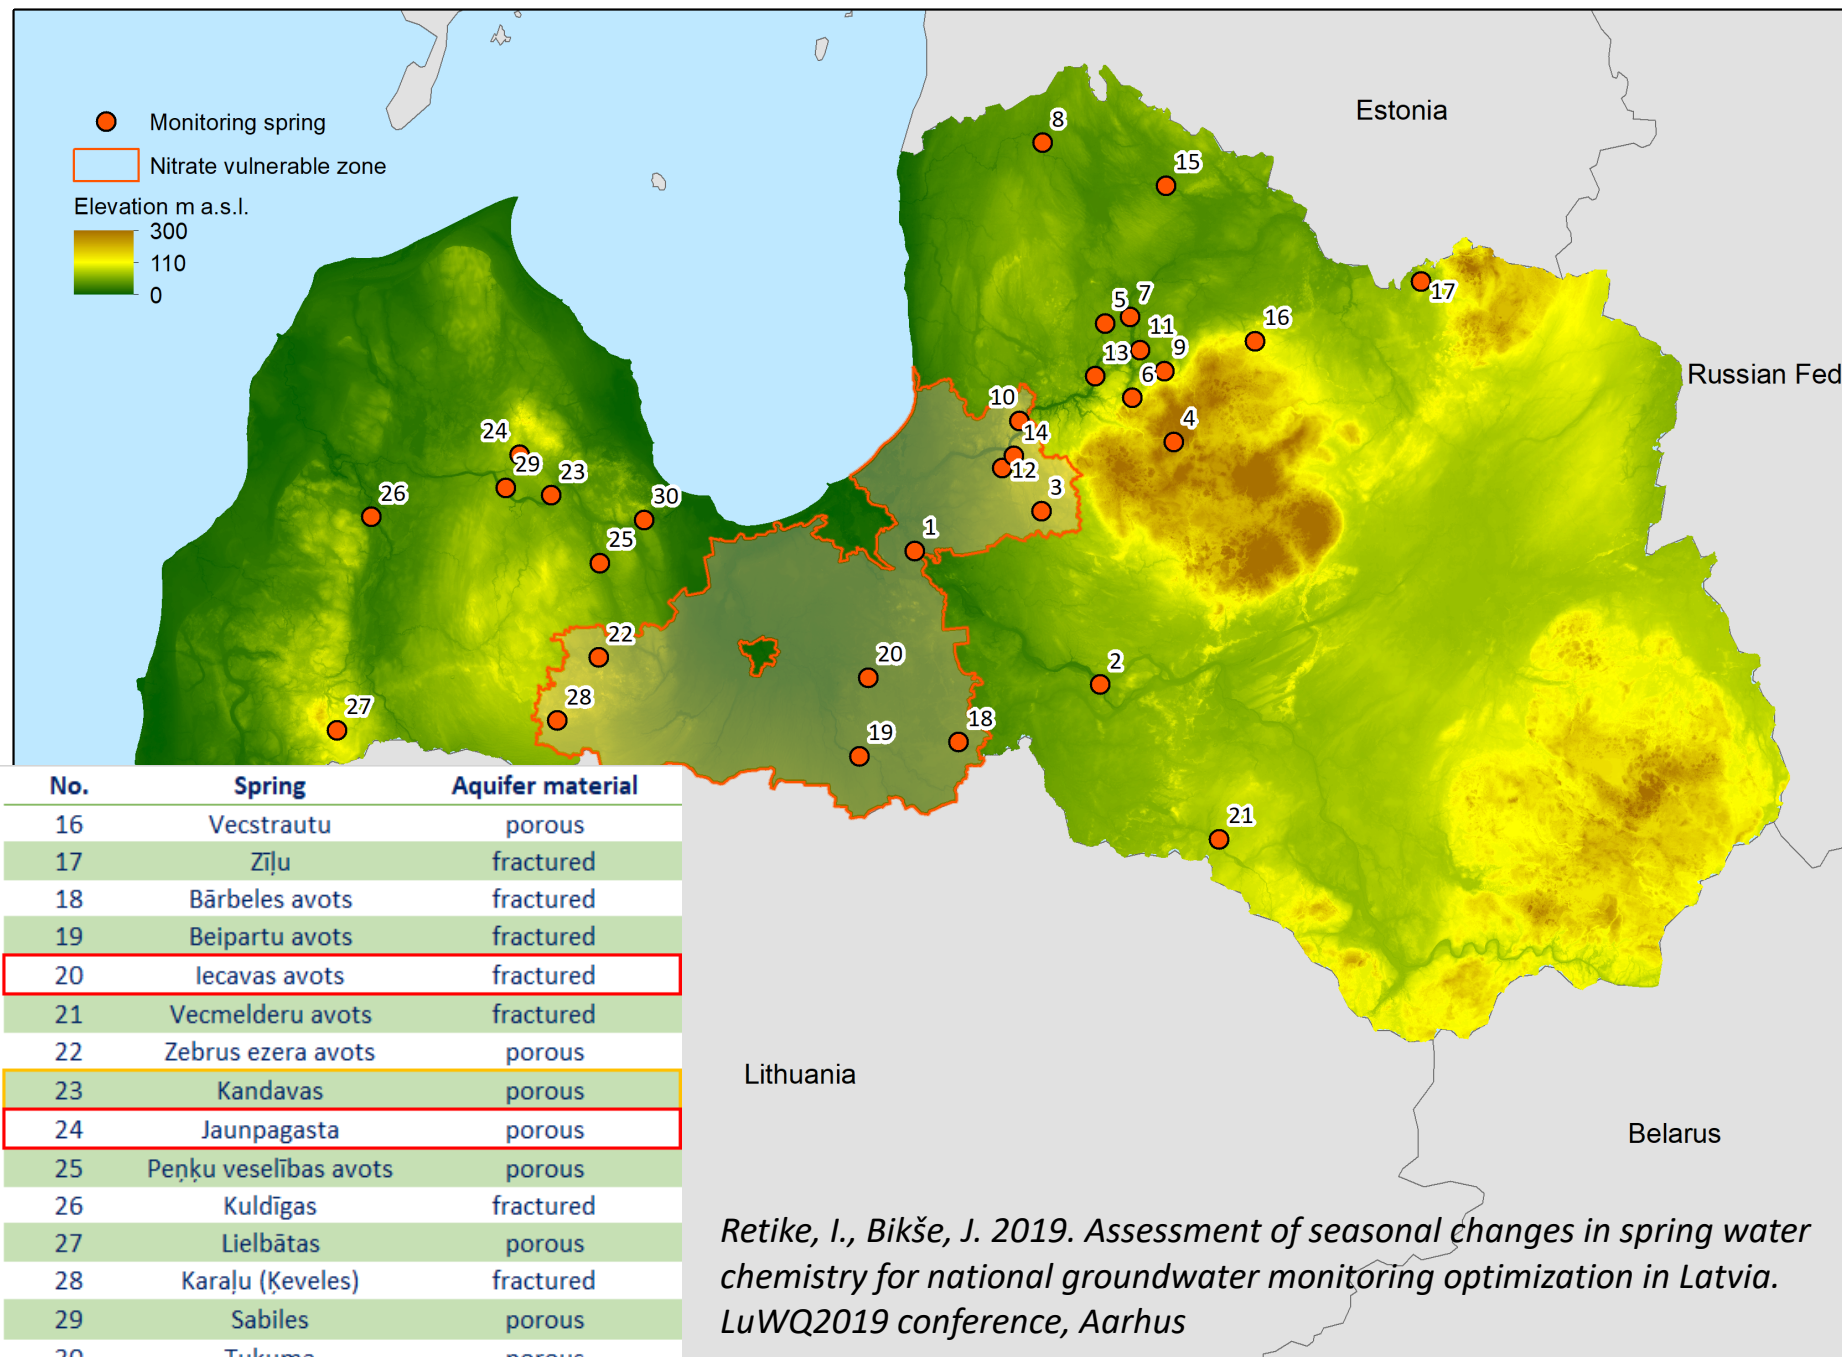 Monitoring spring
Nitrate vulnerable zone
Elevation m a.s.l.
300
110
0
Estonia
Russian Fed
Lithuania
Belarus
8
15
17
5
7
11
16
13
9
6
10
4
14
12
3
24
29
23
26
30
25
1
22
20
2
28
27
19
18
21
No. Spring Aquifer material
16 Vecstrautu porous
17 Zīļu fractured
18 Bārbeles avots fractured
19 Beipartu avots fractured
20 Iecavas avots fractured
21 Vecmelderu avots fractured
22 Zebrus ezera avots porous
23 Kandavas porous
24 Jaunpagasta porous
25 Peņķu veselības avots porous
26 Kuldīgas fractured
27 Lielbātas porous
28 Karaļu (Ķeveles) fractured
29 Sabiles porous
30 Tukuma porous
Retike, I., Bikše, J. 2019. Assessment of seasonal changes in spring water
chemistry for national groundwater monitoring optimization in Latvia.
LuWQ2019 conference, Aarhus